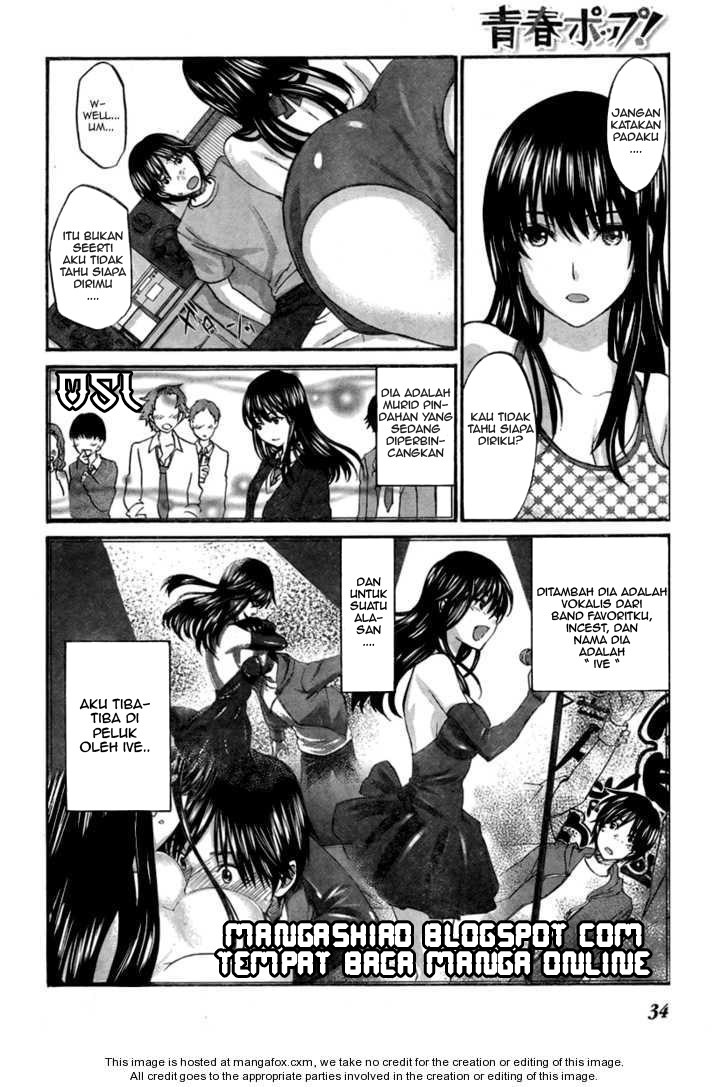 青春ポップ!
JANGAN
KATAKAN
PADAKU
....
KAU TIDAK
TAHU SIAPA
DIRIKU?
W-
WELL...
UM...
ITU BUKAN
SEERTI
AKU TIDAK
TAHU SIAPA
DIRIMU
....
MSL
DIA ADALAH
MURID PIN-
DAHAN YANG
SEDANG
DIPERBIN-
CANGKAN
DITAMBAH DIA ADALAH
VOKALIS DARI
BAND FAVORITKU,
INCEST, DAN
NAMA DIA
ADALAH
" IVE "
DAN
UNTUK
SUATU
ALA-
SAN
....
AKU TIBA-
TIBA DI
PELUK
OLEH IVE..
MANGASHIRO BLOGSPOT COM
TEMPAT BACA MANGA ONLINE
34
This image is hosted at mangafox.cxm, we take no credit for the creation or editing of this image.
All credit goes to the appropriate parties involved in the creation or editing of this image.